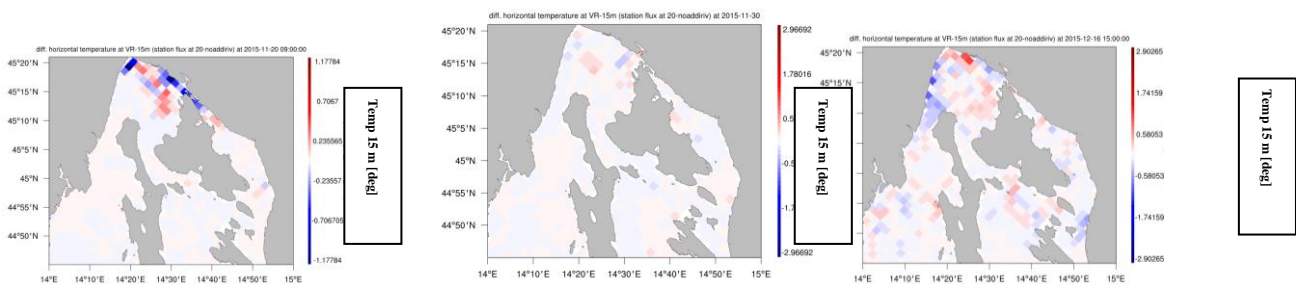 diff. horizontal temperature at VR-15m (station flux at 20-noaddiriv) at 2015-11-20 09:00:00
45°20'N
45°15'N
45°10'N
45°5'N
45°N
44°55'N
44°50'N
14°E 14°10'E 14°20'E 14°30'E 14°40'E 14°50'E 15°E
1.17784
0.7067
0.235565
-0.23557
-0.706705
-1.17784
Temp 15 m [deg]
diff. horizontal temperature at VR-15m (station flux at 20-noaddiriv) at 2015-11-30
45°20'N
45°15'N
45°10'N
45°5'N
45°N
44°55'N
44°50'N
14°E 14°10'E 14°20'E 14°30'E 14°40'E 14°50'E 15°E
2.96692
1.78016
0.5
-0.5
-1.7
-2.96692
Temp 15 m [deg]
diff. horizontal temperature at VR-15m (station flux at 20-noaddiriv) at 2015-12-16 15:00:00
45°20'N
45°15'N
14°E 14°10'E 14°20'E 14°30'E 14°40'E 14°50'E 15°E
2.90265
1.74159
0.58053
-0.58053
-1.74159
-2.90265
Temp 15 m [deg]